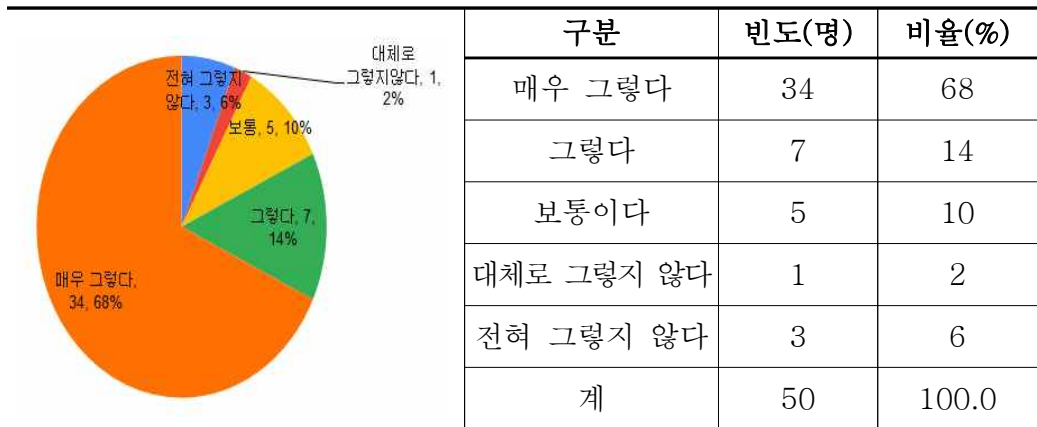 대체로
그렇지않다, 1,
2%
전혀 그렇지
않다, 3, 6%
보통, 5, 10%
그렇다, 7,
14%
매우 그렇다,
34, 68%
구분 빈도(명) 비율(%)
매우 그렇다 34 68
그렇다 7 14
보통이다 5 10
대체로 그렇지 않다 1 2
전혀 그렇지 않다 3 6
계 50 100.0